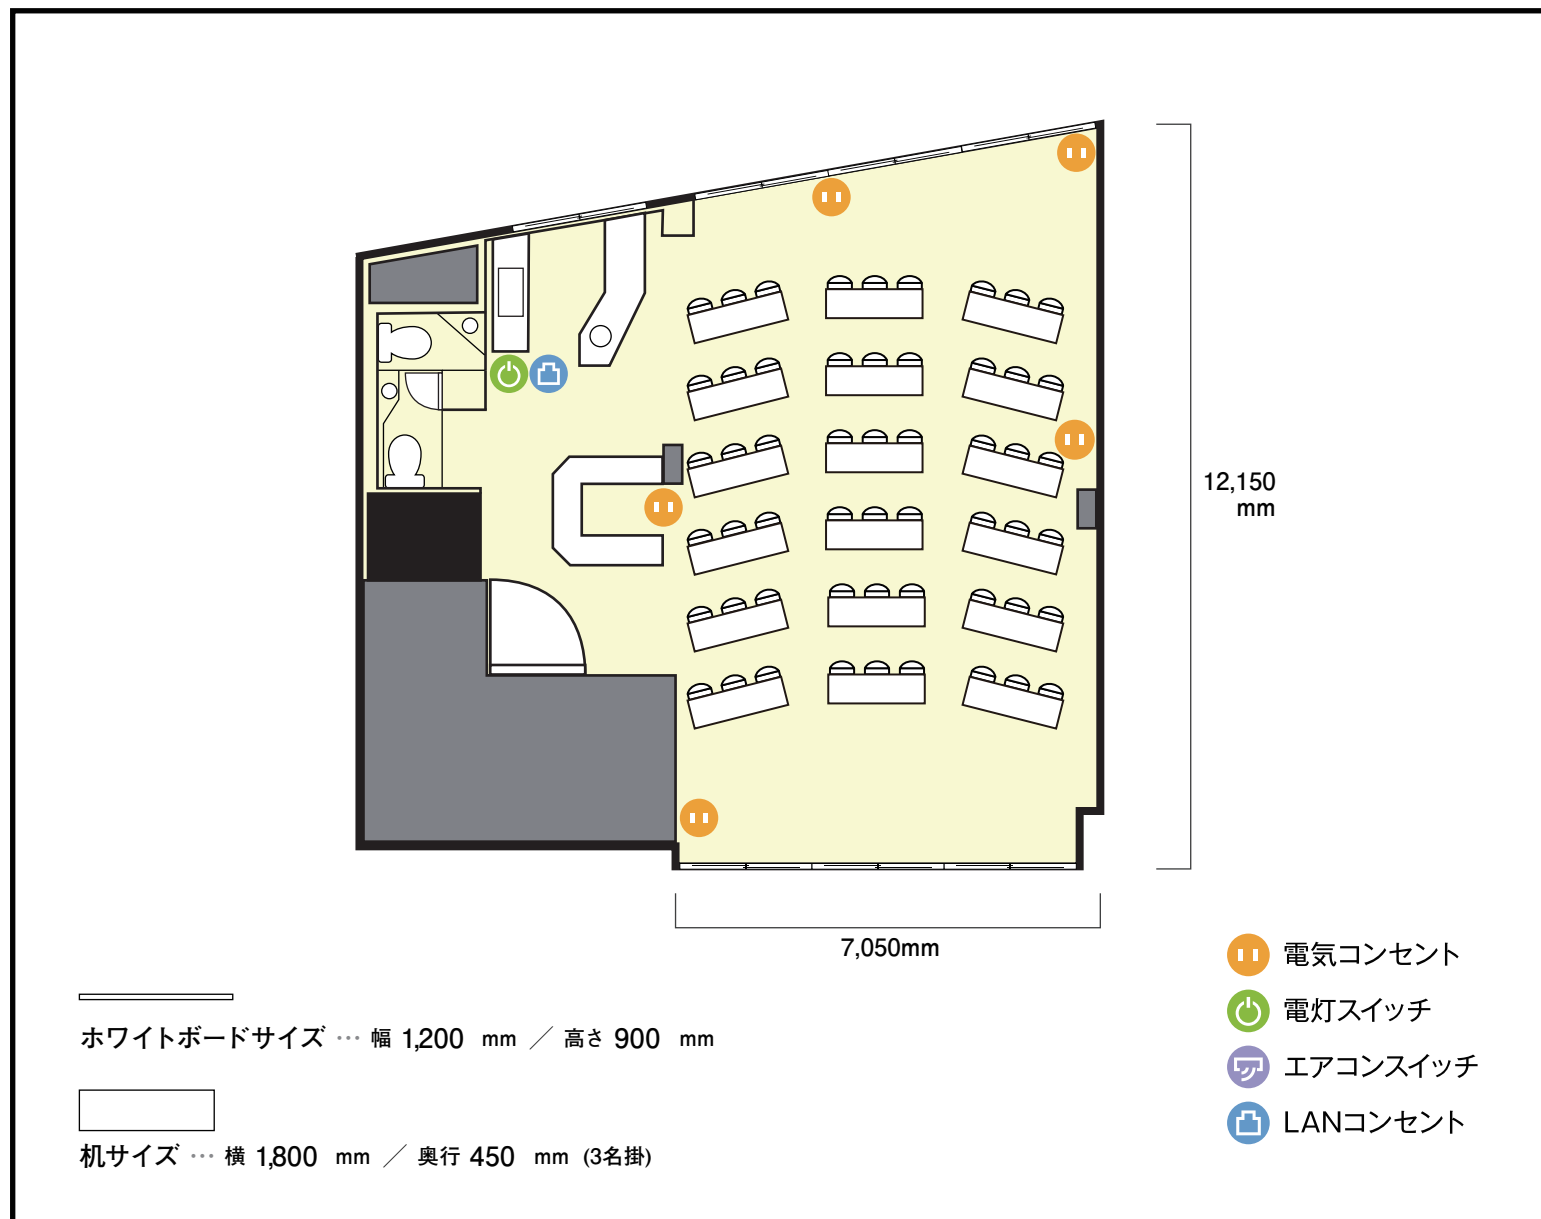 12,150
mm
7,050mm
電気コンセント
電灯スイッチ
エアコンスイッチ
LANコンセント
ホワイトボードサイズ … 幅 1,200 mm ／ 高さ 900 mm
机サイズ … 横 1,800 mm ／ 奥行 450 mm (3名掛)